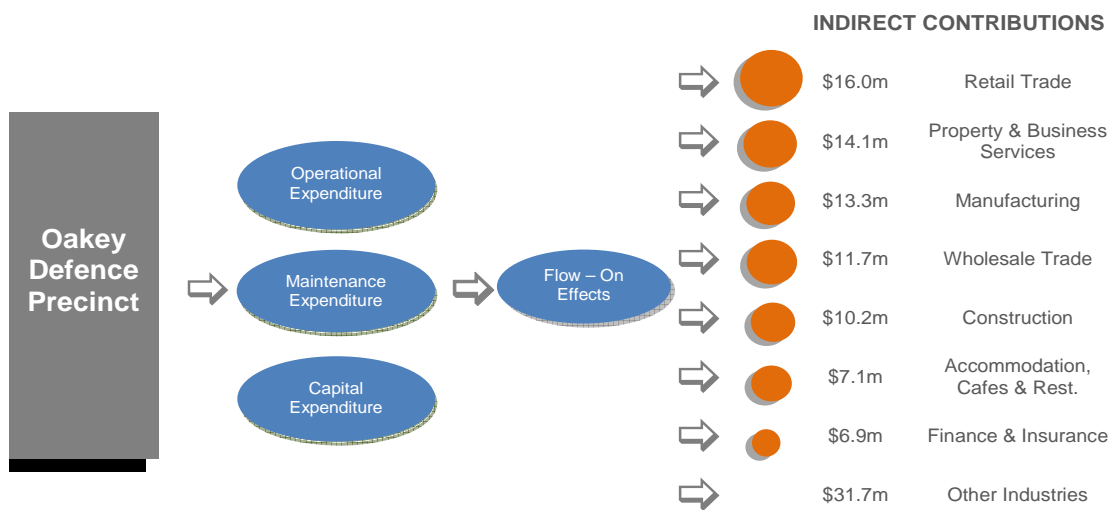 INDIRECT CONTRIBUTIONS
Oakey
Defence
Precinct
Operational
Expenditure
Maintenance
Expenditure
Capital
Expenditure
Flow – On
Effects
$16.0m Retail Trade
$14.1m Property & Business
Services
$13.3m Manufacturing
$11.7m Wholesale Trade
$10.2m Construction
$7.1m Accommodation,
Cafes & Rest.
$6.9m Finance & Insurance
$31.7m Other Industries